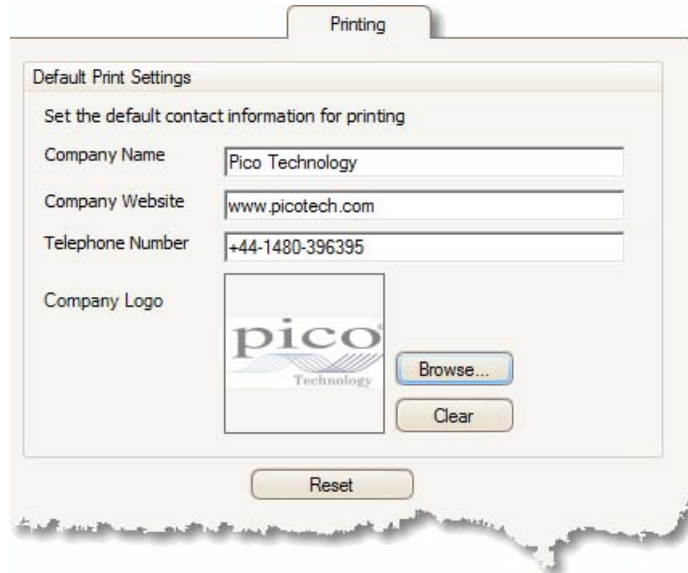 Printing
Default Print Settings
Set the default contact information for printing
Company Name
Pico Technology
Company Website
www.picotech.com
Telephone Number
+44-1480-396395
Company Logo
pico®
Technology
Browse...
Clear
Reset